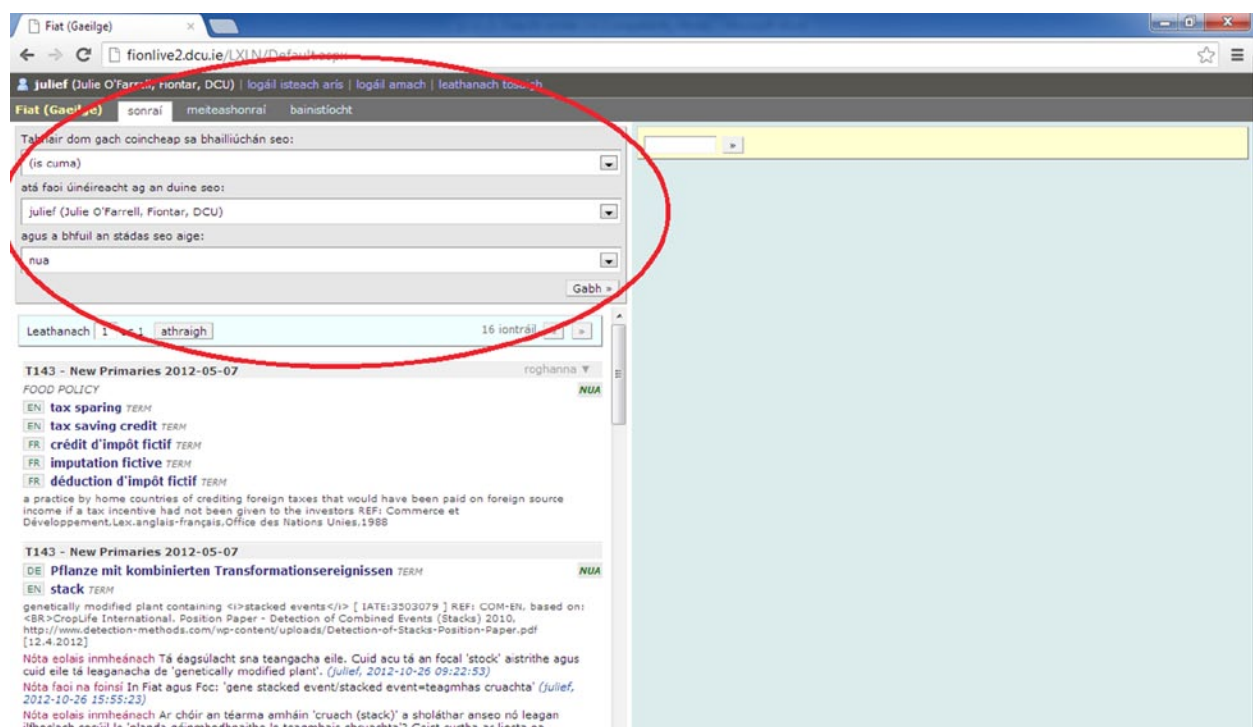 Fiat (Gaeilge)
fionlive2.dcu.ie/LXLN/Default.aspx
julief (Julie O'Farrell, Fiontar, DCU) | logáil isteach arís | logáil amach | leathanach tosaigh
Fiat (Gaeilge) sonraí meiteashonraí bainistíocht
Tabhair dom gach coincheap sa bhailliúchán seo:
(is cuma)
»
atá faoi úinéireacht ag an duine seo:
julief (Julie O'Farrell, Fiontar, DCU)
agus a bhfuil an stádas seo aige:
nua
Gabh »
Leathanach 1 as 1 athraigh 16 iontráil « »
T143 - New Primaries 2012-05-07 roghanna ▼
FOOD POLICY NUA
EN tax sparing TERM
EN tax saving credit TERM
FR crédit d'impôt fictif TERM
FR imputation fictive TERM
FR déduction d'impôt fictif TERM
a practice by home countries of crediting foreign taxes that would have been paid on foreign source
income if a tax incentive had not been given to the investors REF: Commerce et
Développement,Lex.anglais-français,Office des Nations Unies,1988
T143 - New Primaries 2012-05-07
DE Pflanze mit kombinierten Transformationsereignissen TERM NUA
EN stack TERM
genetically modified plant containing <i>stacked events</i> [ IATE:3503079 ] REF: COM-EN, based on:
<BR>CropLife International. Position Paper - Detection of Combined Events (Stacks) 2010,
http://www.detection-methods.com/wp-content/uploads/Detection-of-Stacks-Position-Paper.pdf
[12.4.2012]
Nóta eolais inmheánach Tá éagsúlacht sna teangacha eile. Cuid acu tá an focal 'stock' aistrithe agus
cuid eile tá leaganacha de 'genetically modified plant'. (julief, 2012-10-26 09:22:53)
Nóta faoi na foinsí In Fiat agus Foc: 'gene stacked event/stacked event=teagmhas cruachta' (julief,
2012-10-26 15:55:23)
Nóta eolais inmheánach Ar chóir an téarma amháin 'cruach (stack)' a sholáthar anseo nó leagan